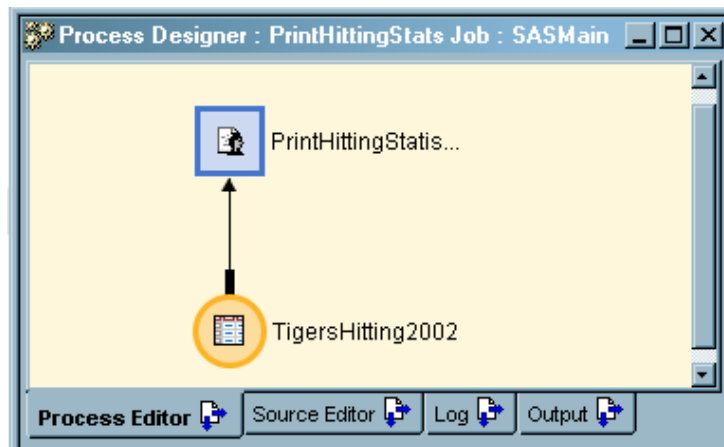 Process Designer : PrintHittingStats Job : SASMain
PrintHittingStatis...
TigersHitting2002
Process Editor
Source Editor
Log
Output